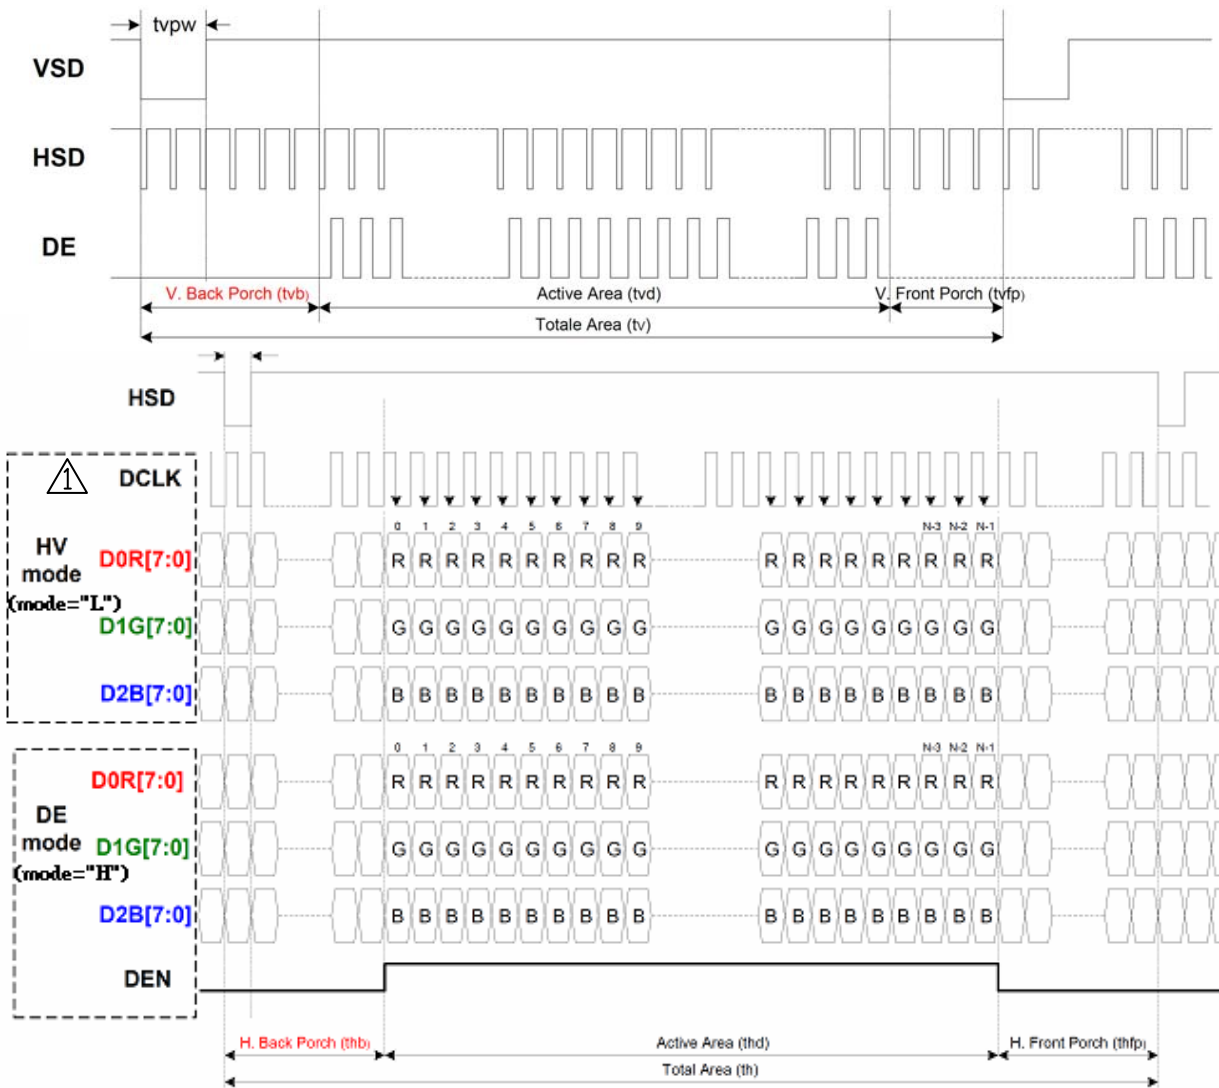 tvpw
VSD
HSD
DE
V. Back Porch (tvb)
Active Area (tvd)
V. Front Porch (tvfp)
Totale Area (tv)
HSD
1
DCLK
HV
mode
(mode="L")
0 1 2 3 4 5 6 7 8 9 N-3 N-2 N-1
D0R[7:0] R R R R R R R R R R R R R R R R R R R
D1G[7:0] G G G G G G G G G G G G G G G G G G G
D2B[7:0] B B B B B B B B B B B B B B B B B B B
DE
mode
(mode="H")
0 1 2 3 4 5 6 7 8 9 N-3 N-2 N-1
D0R[7:0] R R R R R R R R R R R R R R R R R R R
D1G[7:0] G G G G G G G G G G G G G G G G G G G
D2B[7:0] B B B B B B B B B B B B B B B B B B B
DEN
H. Back Porch (thb)
Active Area (thd)
H. Front Porch (thfp)
Total Area (th)